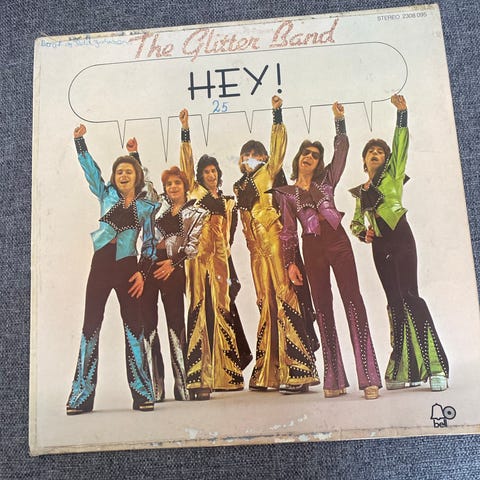 STEREO 2308 095
The Glitter Band
HEY!
25
bell